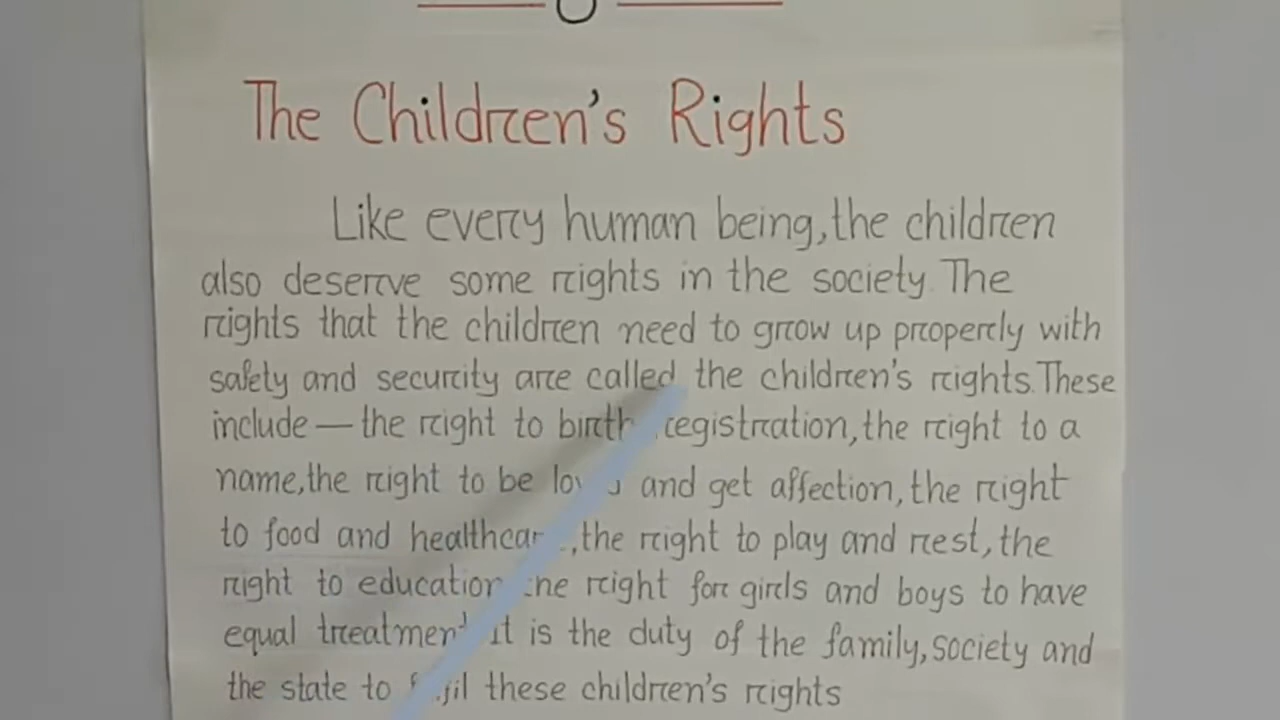 The Children's Rights
Like every human being, the children
also deserve some rights in the society. The
rights that the children need to grow up properly with
safety and security are called the children's rights. These
include — the right to birth registration, the right to a
name, the right to be and get affection, the right
to food and healthcare, the right to play and rest, the
right to education the right for girls and boys to have
equal treatment It is the duty of the family, society and
the state to these children's rights